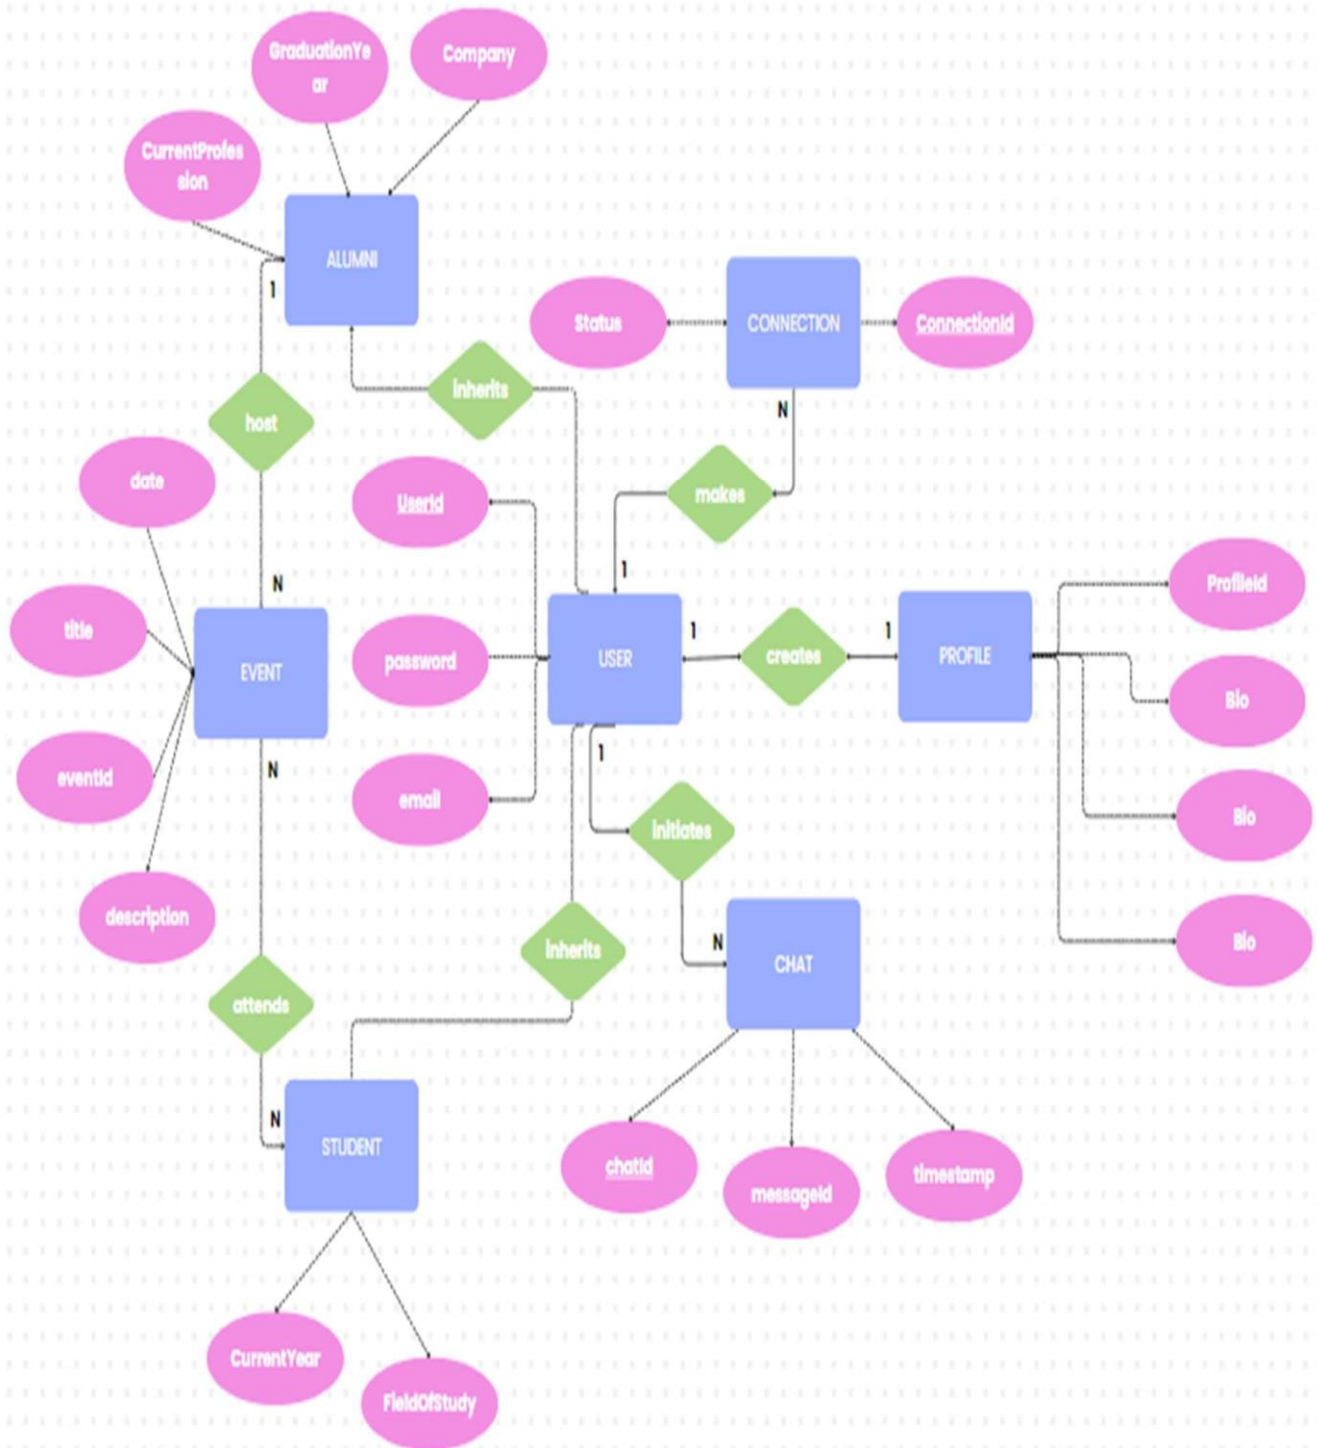 GraduationYe
ar
Company
CurrentProfes
sion
ALUMNI
1
CONNECTION
Status
ConnectionId
inherits
N
host
date
UserId
makes
1
N
ProfileId
title
EVENT
password
USER
1
creates
1
PROFILE
Bio
eventId
N
email
1
initiates
Bio
description
inherits
N
CHAT
Bio
attends
N
STUDENT
chatId
messageId
timestamp
CurrentYear
FieldOfStudy